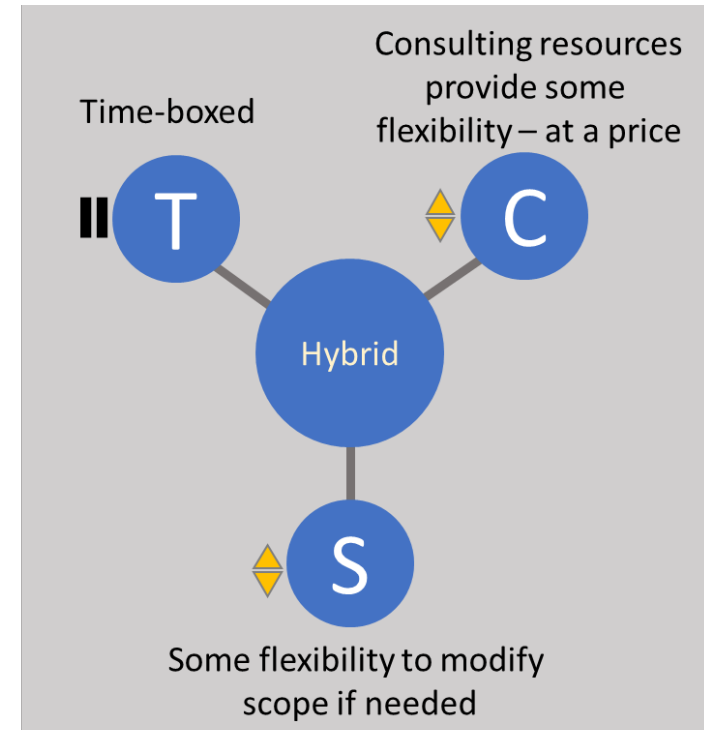 Time-boxed
Consulting resources
provide some
flexibility – at a price
T
C
Hybrid
S
Some flexibility to modify
scope if needed